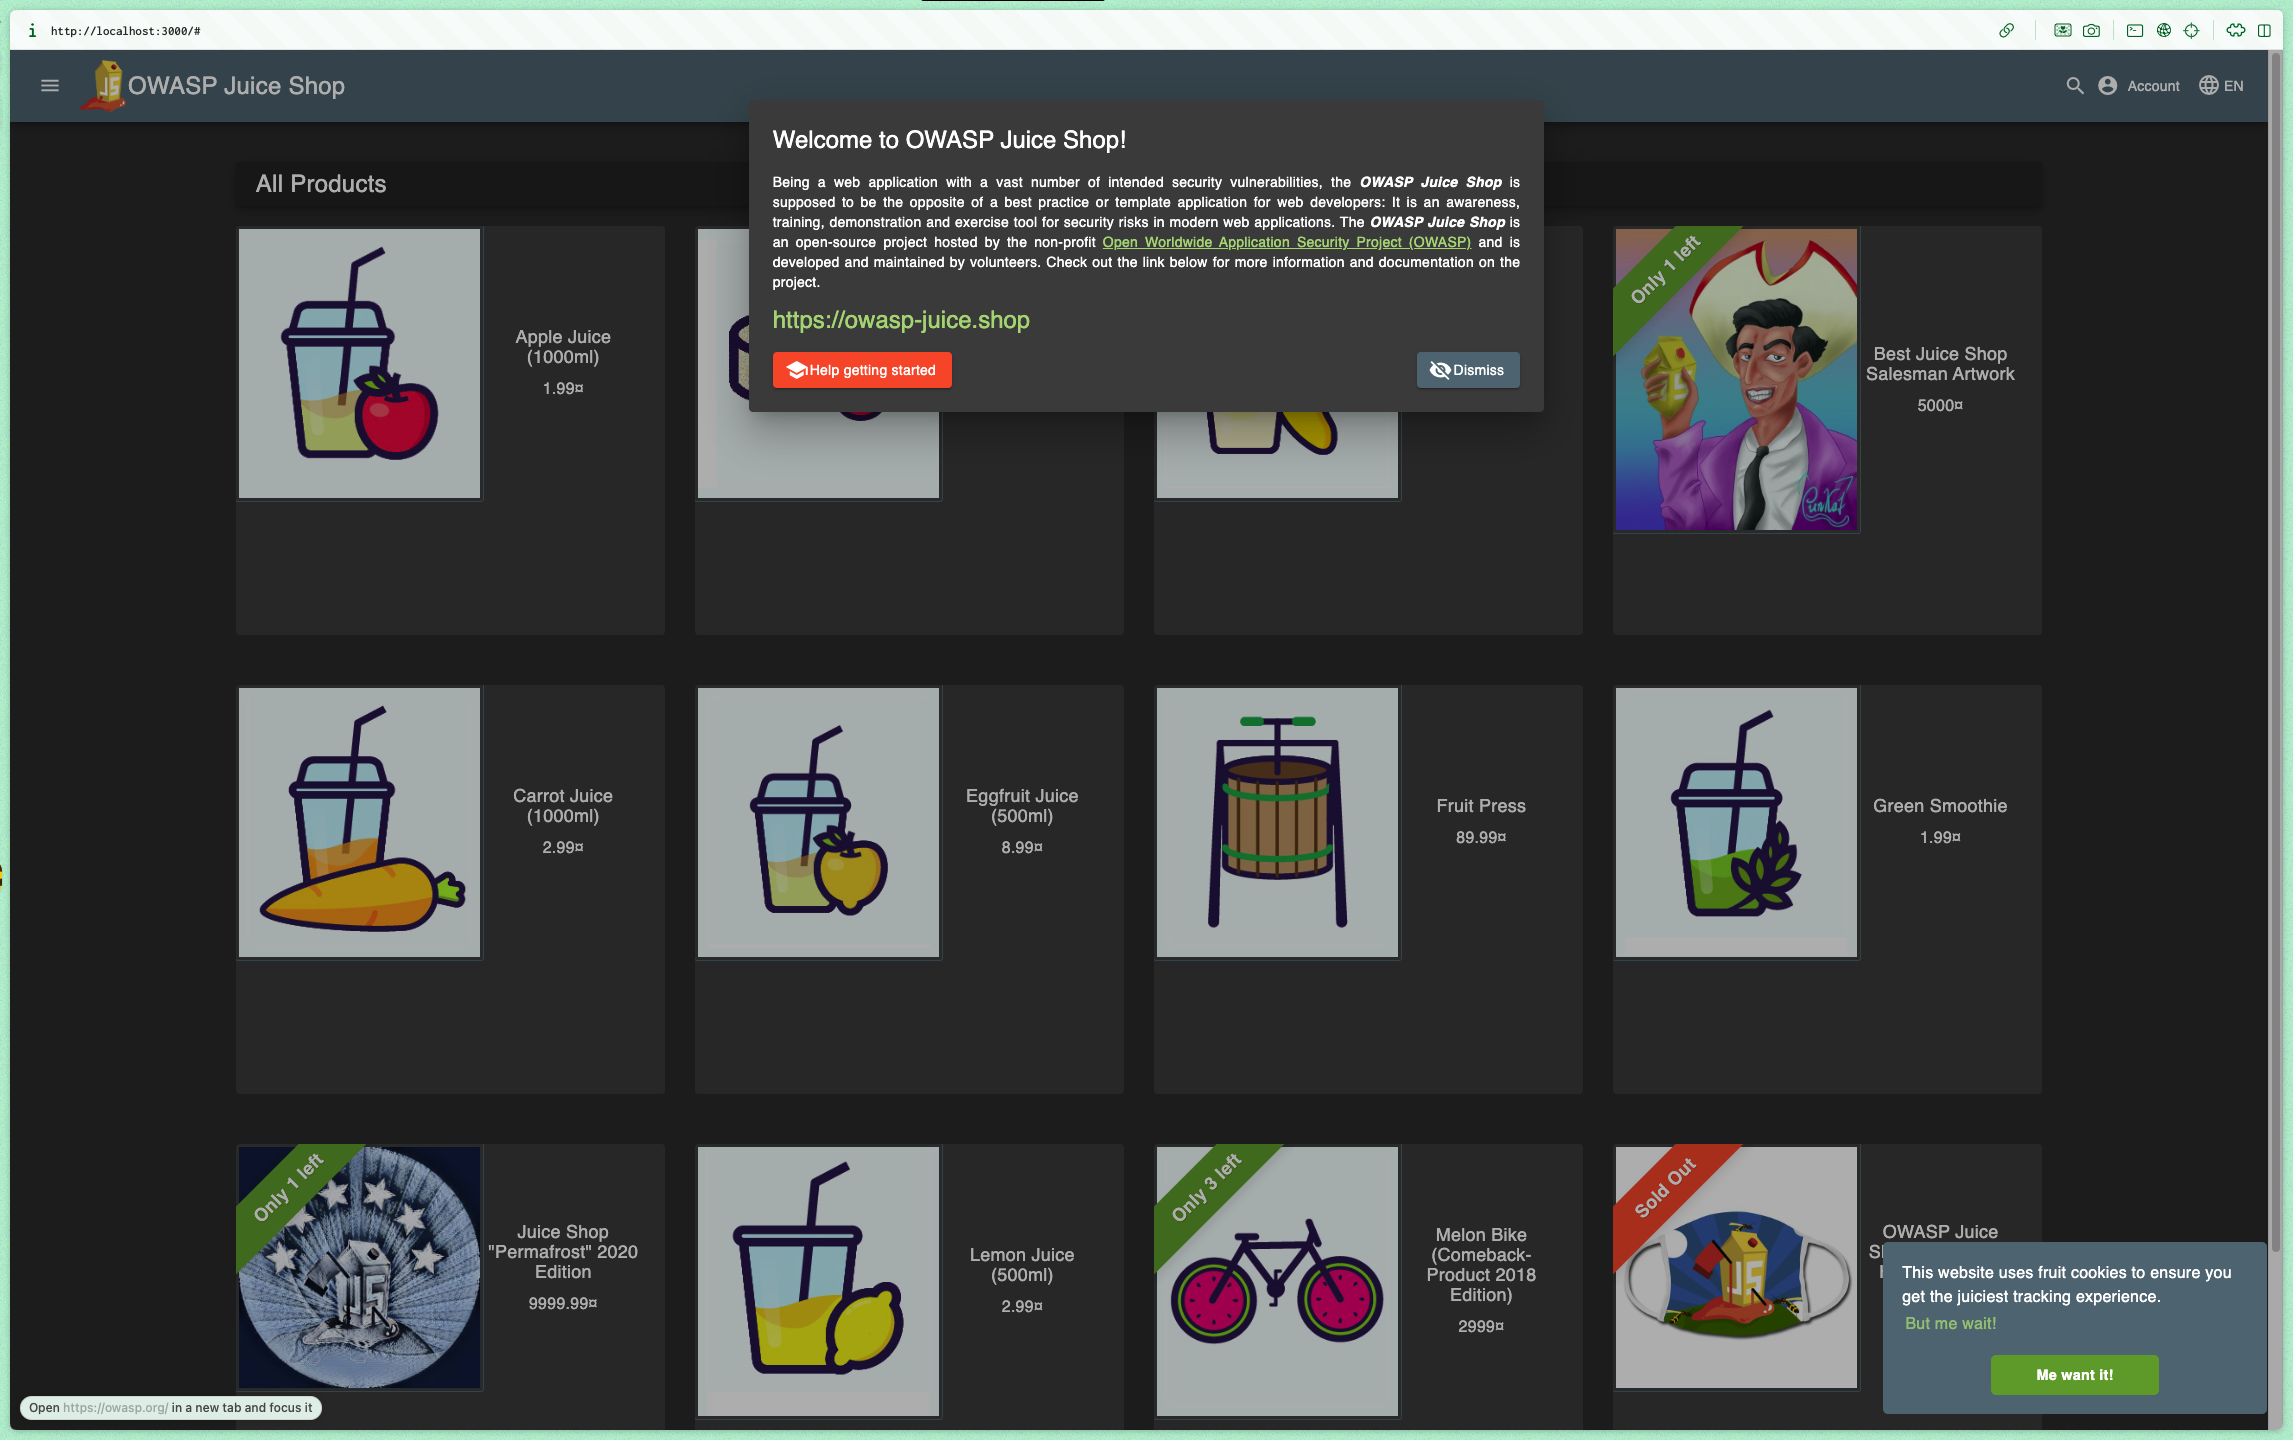 http://localhost:3000/#
OWASP Juice Shop
Account
EN
Welcome to OWASP Juice Shop!
Being a web application with a vast number of intended security vulnerabilities, the OWASP Juice Shop is
supposed to be the opposite of a best practice or template application for web developers: It is an awareness,
training, demonstration and exercise tool for security risks in modern web applications. The OWASP Juice Shop is
an open-source project hosted by the non-profit Open Worldwide Application Security Project (OWASP) and is
developed and maintained by volunteers. Check out the link below for more information and documentation on the
project.
https://owasp-juice.shop
Help getting started
Dismiss
All Products
Apple Juice
(1000ml)
1.99¤
Only 1 left
Best Juice Shop
Salesman Artwork
5000¤
Carrot Juice
(1000ml)
2.99¤
Eggfruit Juice
(500ml)
8.99¤
Fruit Press
89.99¤
Green Smoothie
1.99¤
Only 1 left
Juice Shop
"Permafrost" 2020
Edition
9999.99¤
Lemon Juice
(500ml)
2.99¤
Only 3 left
Melon Bike
(Comeback-
Product 2018
Edition)
2999¤
Sold Out
OWASP Juice
This website uses fruit cookies to ensure you
get the juiciest tracking experience.
But me wait!
Me want it!
Open https://owasp.org/ in a new tab and focus it